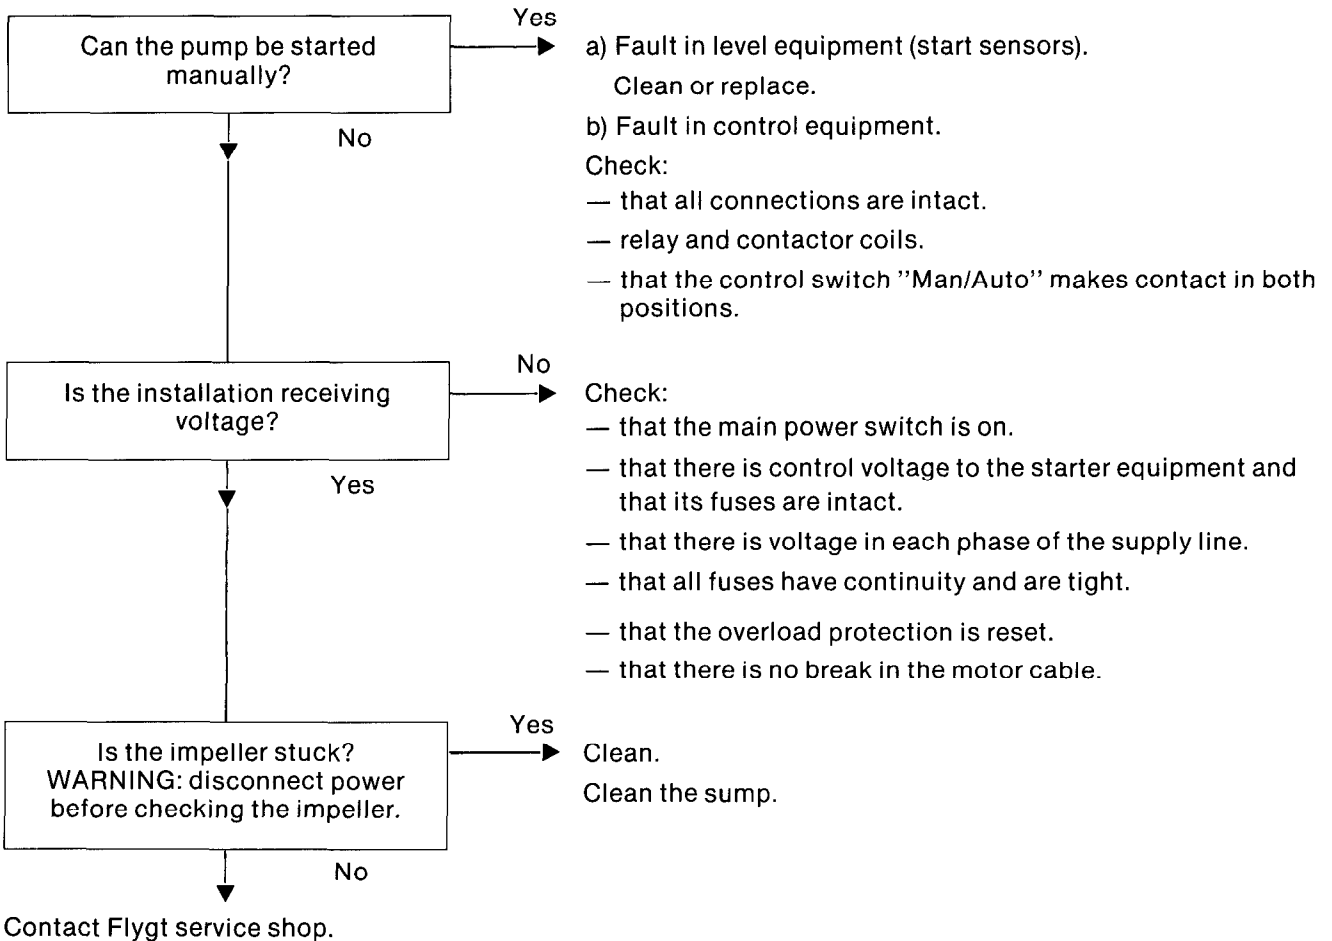 Can the pump be started
manually?
Yes
a) Fault in level equipment (start sensors).
Clean or replace.
b) Fault in control equipment.
Check:
— that all connections are intact.
— relay and contactor coils.
— that the control switch "Man/Auto" makes contact in both
positions.
No
Is the installation receiving
voltage?
No
Check:
— that the main power switch is on.
— that there is control voltage to the starter equipment and
that its fuses are intact.
— that there is voltage in each phase of the supply line.
— that all fuses have continuity and are tight.
— that the overload protection is reset.
— that there is no break in the motor cable.
Yes
Is the impeller stuck?
WARNING: disconnect power
before checking the impeller.
Yes
Clean.
Clean the sump.
No
Contact Flygt service shop.